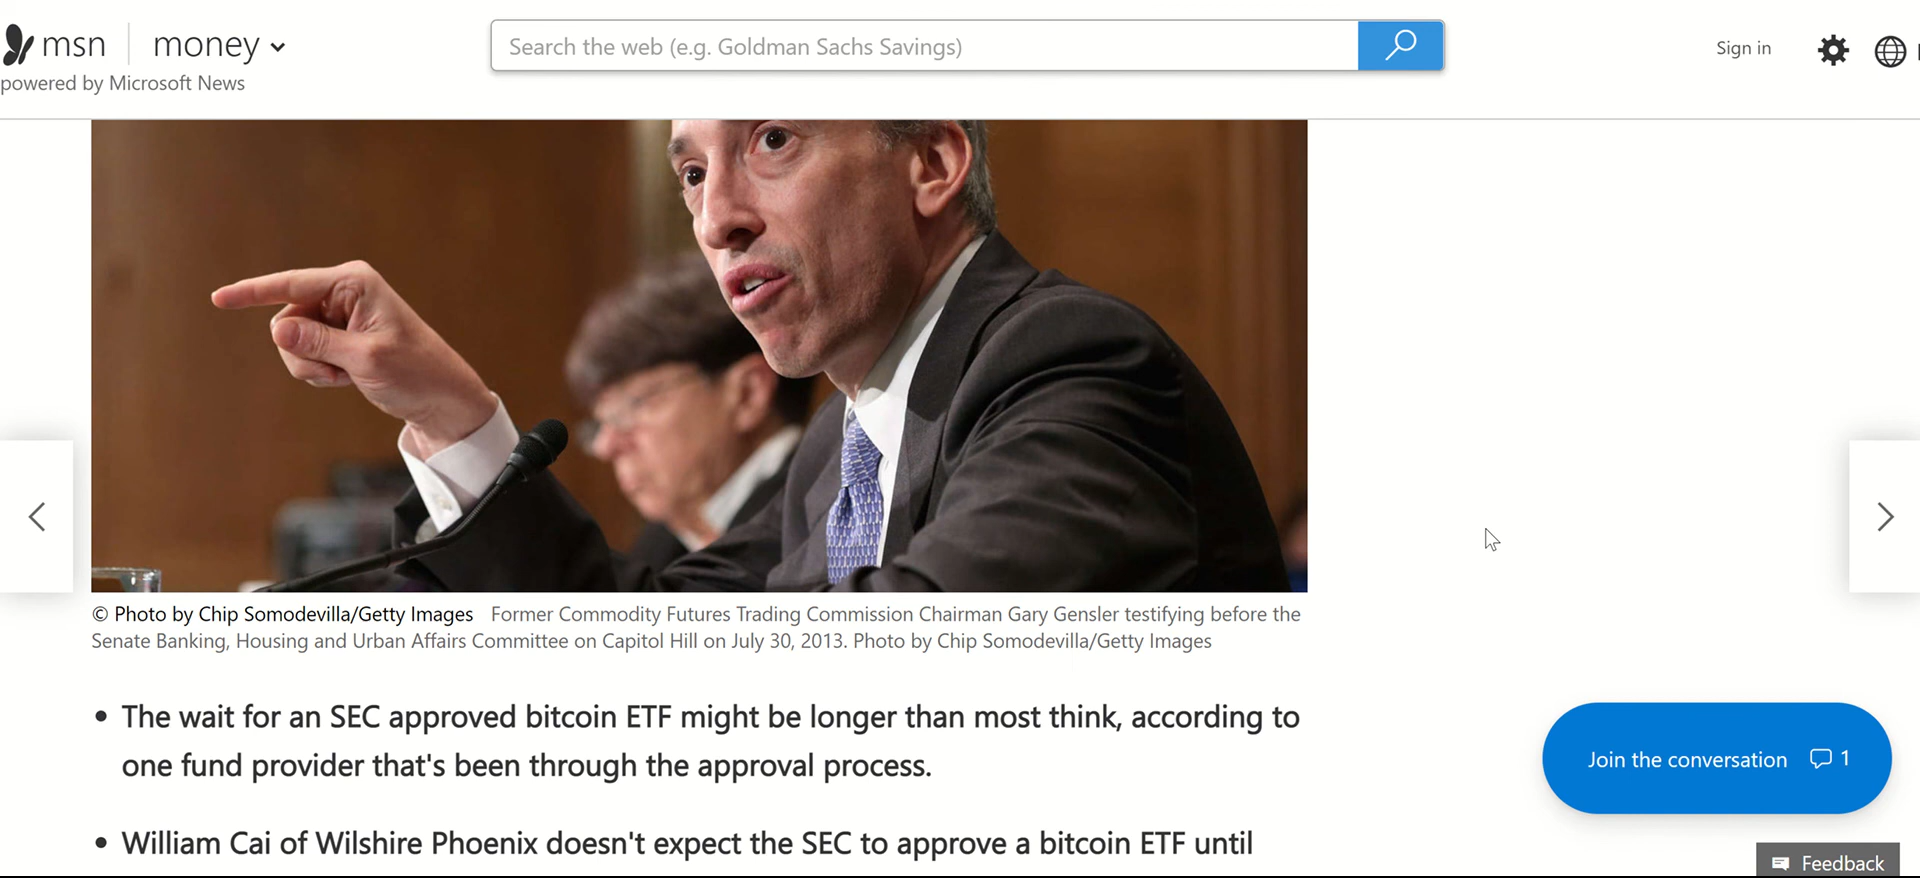 msn money
powered by Microsoft News
Search the web (e.g. Goldman Sachs Savings)
Sign in
© Photo by Chip Somodevilla/Getty Images Former Commodity Futures Trading Commission Chairman Gary Gensler testifying before the
Senate Banking, Housing and Urban Affairs Committee on Capitol Hill on July 30, 2013. Photo by Chip Somodevilla/Getty Images
• The wait for an SEC approved bitcoin ETF might be longer than most think, according to
one fund provider that's been through the approval process.
Join the conversation 1
• William Cai of Wilshire Phoenix doesn't expect the SEC to approve a bitcoin ETF until
Feedback